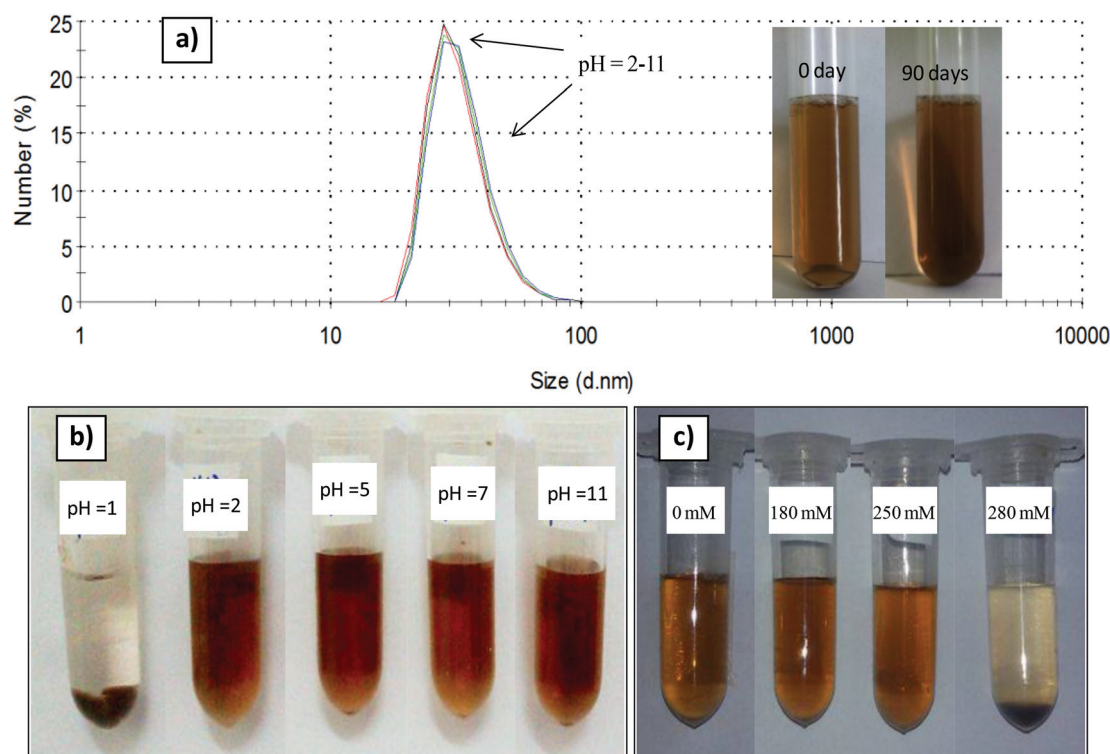 a)
25
20
15
10
5
0
Number (%)
pH = 2-11
0 day
90 days
1
10
100
1000
10000
Size (d.nm)
b)
pH =1
pH =2
pH =5
pH =7
pH =11
c)
0 mM
180 mM
250 mM
280 mM